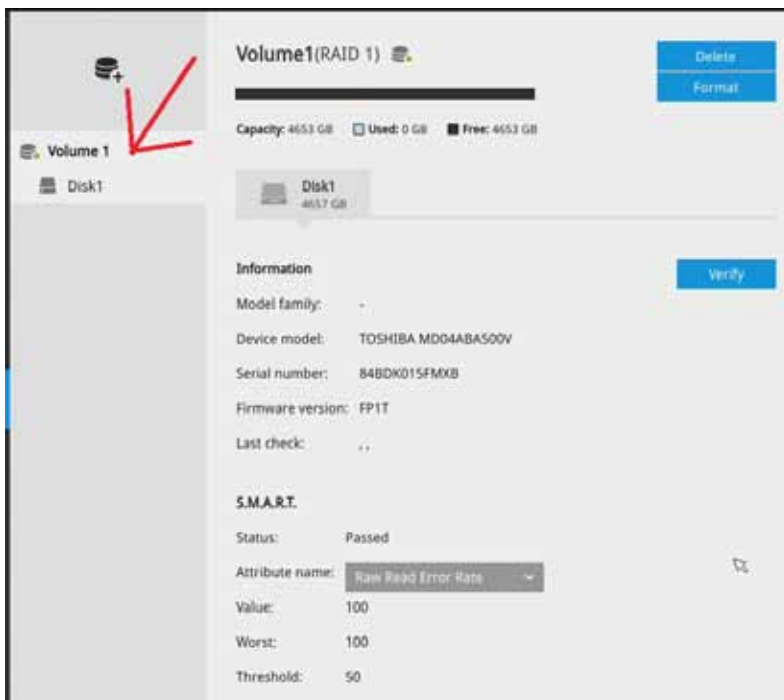 Volume1(RAID 1)
Delete
Format
Capacity: 4653 GB Used: 0 GB Free: 4653 GB
Volume 1
Disk1
Disk1
4657 GB
Information
Verify
Model family: -
Device model: TOSHIBA MD04ABA500V
Serial number: 84BDK01SFMXB
Firmware version: FP1T
Last check: , ,
S.M.A.R.T.
Status: Passed
Attribute name: Raw Read Error Rate
Value: 100
Worst: 100
Threshold: 50